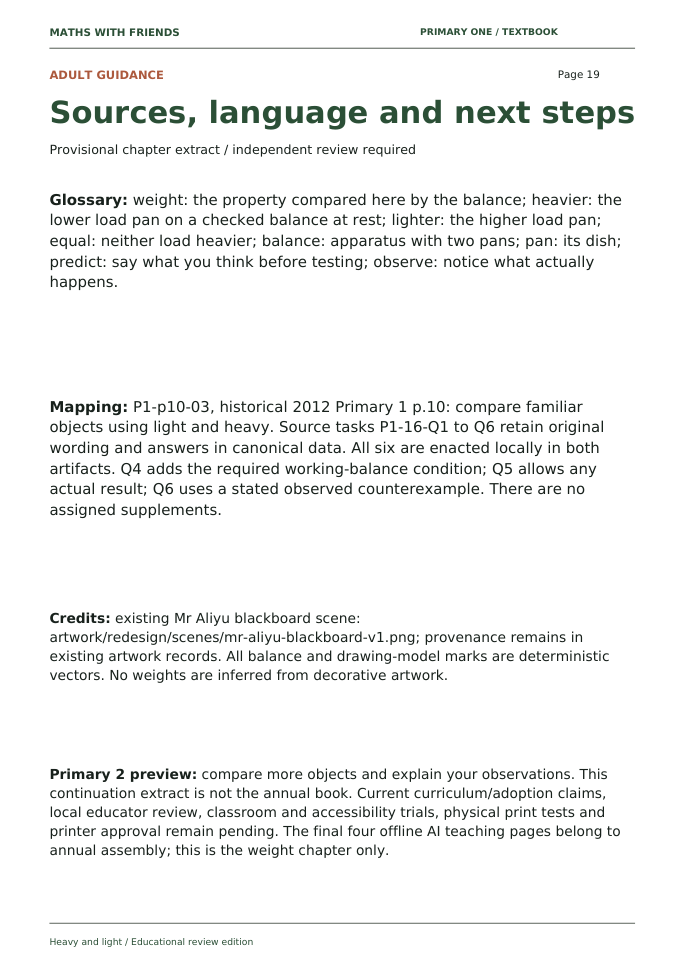 MATHS WITH FRIENDS
PRIMARY ONE / TEXTBOOK
ADULT GUIDANCE
Page 19
Sources, language and next steps
Provisional chapter extract / independent review required
Glossary: weight: the property compared here by the balance; heavier: the
lower load pan on a checked balance at rest; lighter: the higher load pan;
equal: neither load heavier; balance: apparatus with two pans; pan: its dish;
predict: say what you think before testing; observe: notice what actually
happens.
Mapping: P1-p10-03, historical 2012 Primary 1 p.10: compare familiar
objects using light and heavy. Source tasks P1-16-Q1 to Q6 retain original
wording and answers in canonical data. All six are enacted locally in both
artifacts. Q4 adds the required working-balance condition; Q5 allows any
actual result; Q6 uses a stated observed counterexample. There are no
assigned supplements.
Credits: existing Mr Aliyu blackboard scene:
artwork/redesign/scenes/mr-aliyu-blackboard-v1.png; provenance remains in
existing artwork records. All balance and drawing-model marks are deterministic
vectors. No weights are inferred from decorative artwork.
Primary 2 preview: compare more objects and explain your observations. This
continuation extract is not the annual book. Current curriculum/adoption claims,
local educator review, classroom and accessibility trials, physical print tests and
printer approval remain pending. The final four offline AI teaching pages belong to
annual assembly; this is the weight chapter only.
Heavy and light / Educational review edition